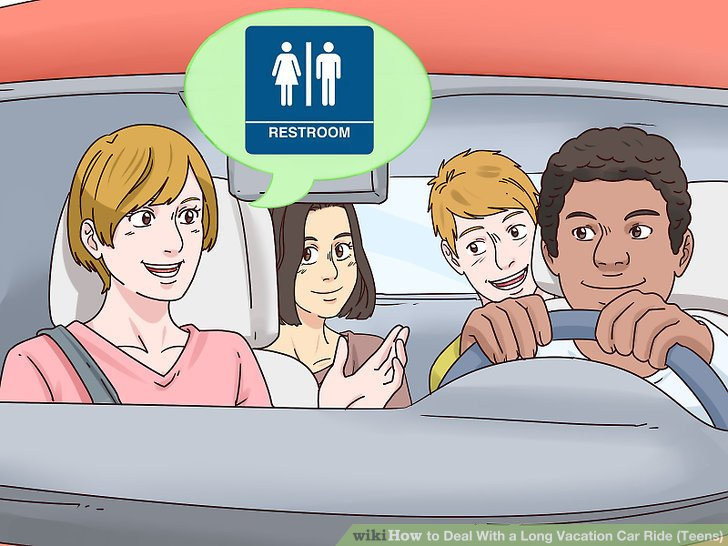 RESTROOM
wikiHow to Deal With a Long Vacation Car Ride (Teens)